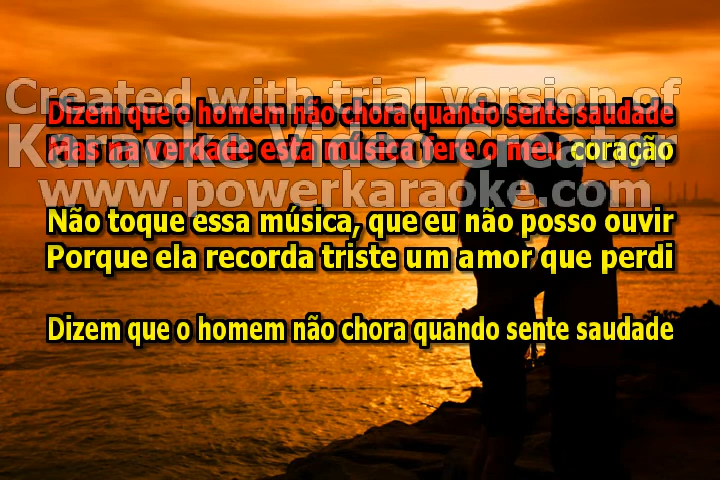 Created with trial version of
Dizem que o homem não chora quando sente saudade
Karaoke Video Creator
Mas na verdade esta música fere o meu coração
www.powerkaraoke.com
Não toque essa música, que eu não posso ouvir
Porque ela recorda triste um amor que perdi
Dizem que o homem não chora quando sente saudade